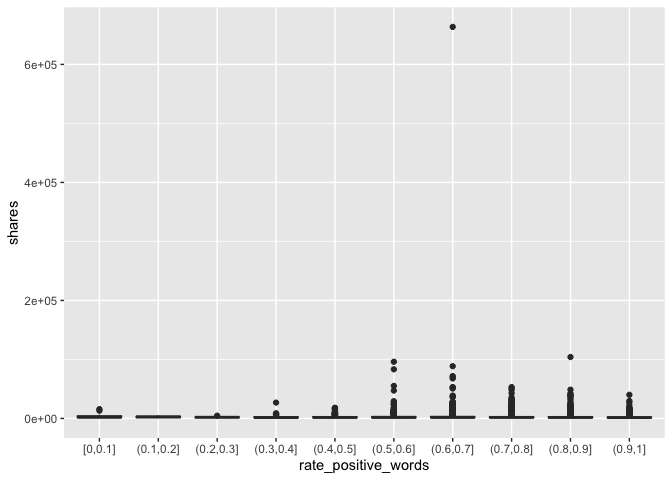 6e+05
4e+05
2e+05
0e+00
shares
[0,0.1] (0.1,0.2] (0.2,0.3] (0.3,0.4] (0.4,0.5] (0.5,0.6] (0.6,0.7] (0.7,0.8] (0.8,0.9] (0.9,1]
rate_positive_words